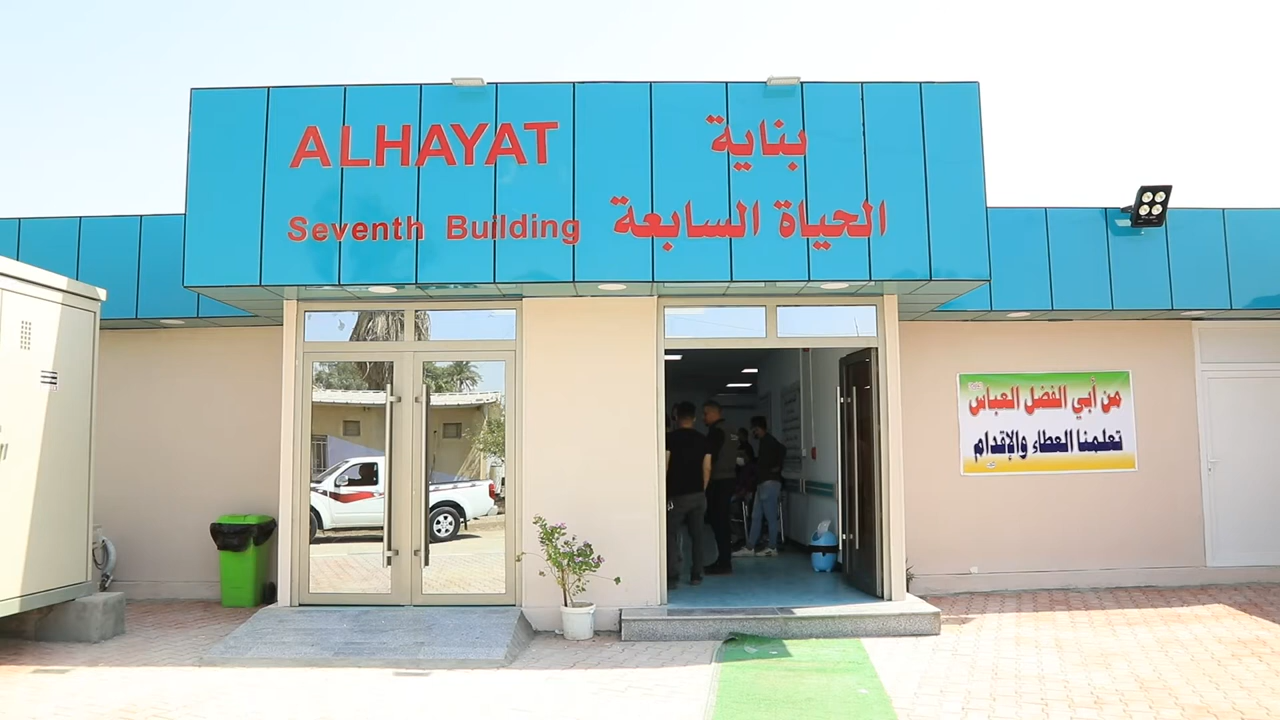 ALHAYAT
Seventh Building
بناية
الحياة السابعة
من أبي الفضل العباس
تعلمنا العطاء والإقدام